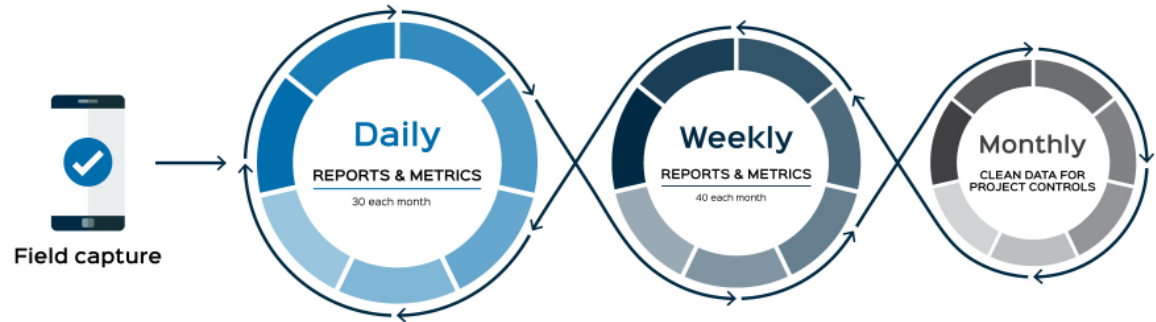 Field capture
Daily
REPORTS & METRICS
30 each month
Weekly
REPORTS & METRICS
40 each month
Monthly
CLEAN DATA FOR
PROJECT CONTROLS